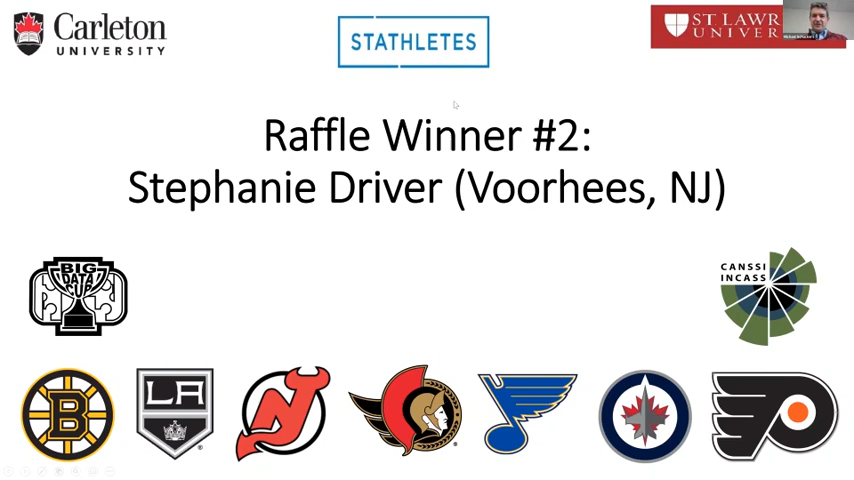 Carleton
UNIVERSITY
STATHLETES
ST LAWR
UNIVER
Raffle Winner #2:
Stephanie Driver (Voorhees, NJ)
BIG
DATA
CUP
CANSSI
INCASS
B
LA
®
NJ
®
P